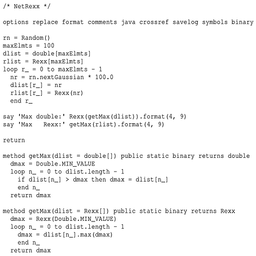 /* NetRexx */
options replace format comments java crossref savelog symbols binary
rn = Random()
maxElmts = 100
dlist = double[maxElmts]
rlist = Rexx[maxElmts]
loop r_ = 0 to maxElmts - 1
nr = rn.nextGaussian * 100.0
dlist[r_] = nr
rlist[r_] = Rexx(nr)
end r_
say 'Max double:' Rexx(getMax(dlist)).format(4, 9)
say 'Max   Rexx:' getMax(rlist).format(4, 9)
return
method getMax(dlist = double[]) public static binary returns double
dmax = Double.MIN_VALUE
loop n_ = 0 to dlist.length - 1
if dlist[n_] > dmax then dmax = dlist[n_]
end n_
return dmax
method getMax(dlist = Rexx[]) public static binary returns Rexx
dmax = Rexx(Double.MIN_VALUE)
loop n_ = 0 to dlist.length - 1
dmax = dlist[n_].max(dmax)
end n_
return dmax